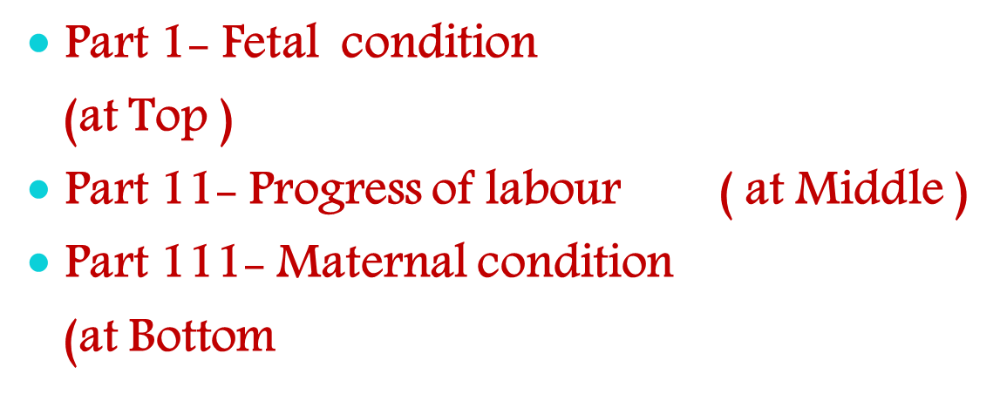 • Part 1- Fetal condition
(at Top )
• Part 11- Progress of labour ( at Middle )
• Part 111- Maternal condition
(at Bottom